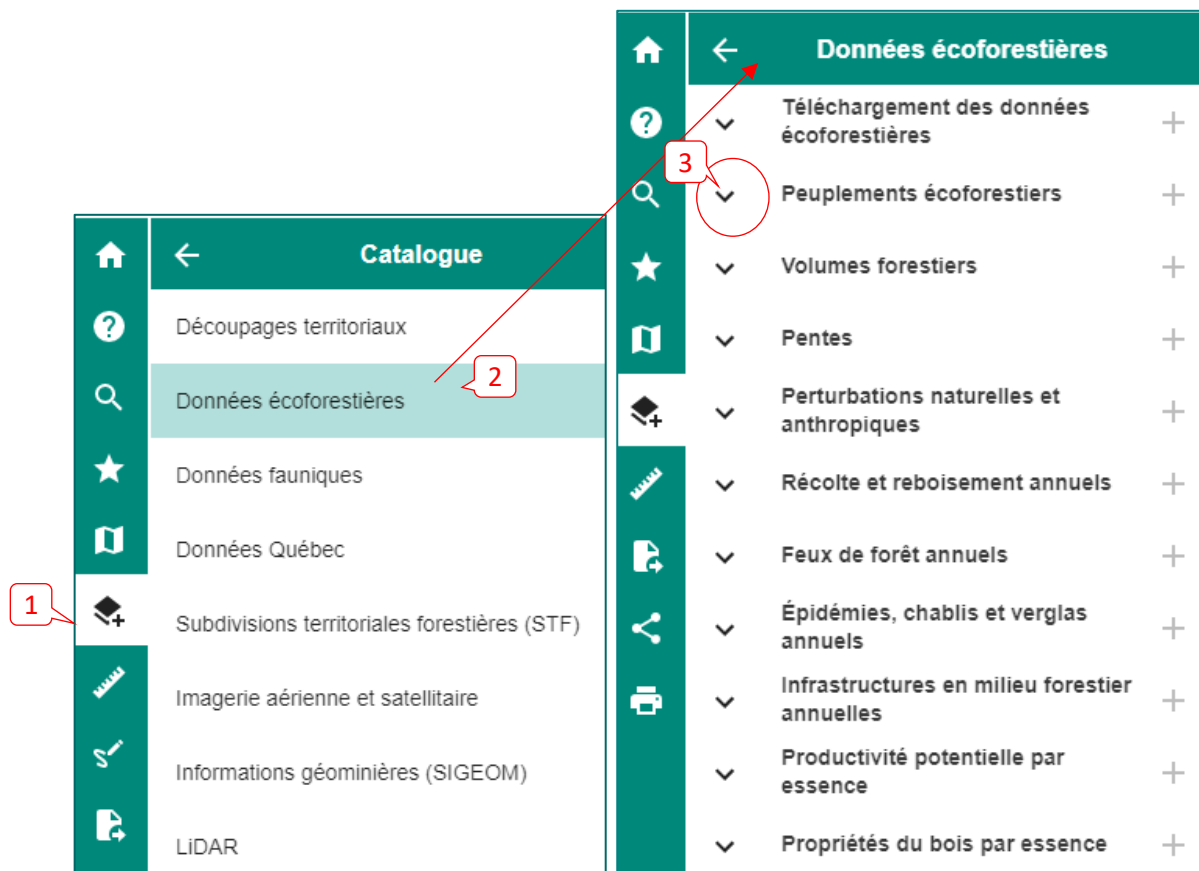 Catalogue
Découpages territoriaux
Données écoforestières
2
Données fauniques
Données Québec
1
Subdivisions territoriales forestières (STF)
Imagerie aérienne et satellitaire
Informations géominières (SIGEOM)
LiDAR
Données écoforestières
Téléchargement des données
écoforestières
3
Peuplements écoforestiers
Volumes forestiers
Pentes
Perturbations naturelles et
anthropiques
Récolte et reboisement annuels
Feux de forêt annuels
Épidémies, chablis et verglas
annuels
Infrastructures en milieu forestier
annuelles
Productivité potentielle par
essence
Propriétés du bois par essence